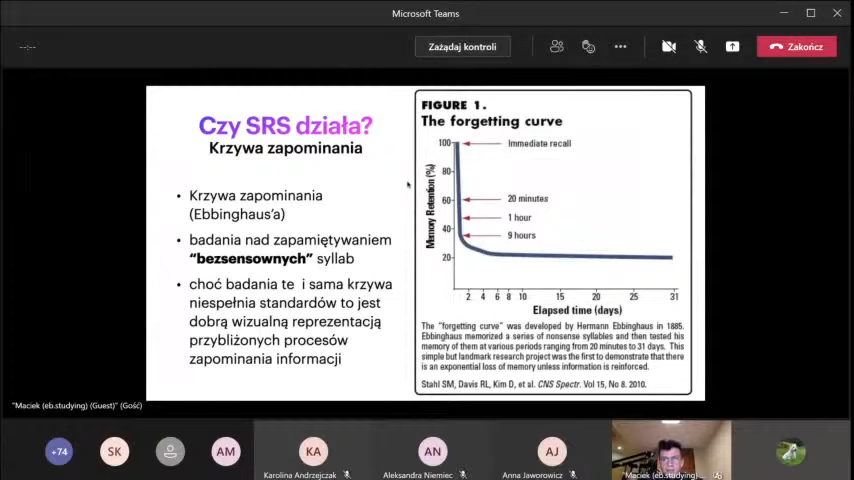 Microsoft Teams
--:--
Zażądaj kontroli
Zakończ
Czy SRS działa?
Krzywa zapominania
• Krzywa zapominania
(Ebbinghaus'a)
• badania nad zapamiętywaniem
"bezsensownych" syllab
• choć badania te i sama krzywa
niespełnia standardów to jest
dobrą wizualną reprezentacją
przybliżonych procesów
zapominania informacji
FIGURE 1.
The forgetting curve
Memory Retention (%)
100
80
60
40
20
Immediate recall
20 minutes
1 hour
9 hours
2 4 6 8 10 15 20 25 31
Elapsed time (days)
The "forgetting curve" was developed by Hermann Ebbinghaus in 1885.
Ebbinghaus memorized a series of nonsense syllables and then tested his
memory of them at various periods ranging from 20 minutes to 31 days. This
simple but landmark research project was the first to demonstrate that there
is an exponential loss of memory unless information is reinforced.
Stahl SM, Davis RL, Kim D, et al. CNS Spectr. Vol 15, No 8. 2010.
"Maciek (eb.studying) (Guest)" (Gość)
+74
SK
AM
KA
Karolina Andrzejczak
AN
Aleksandra Niemiec
AJ
Anna Jaworowicz
"Maciek (eb.studying)...